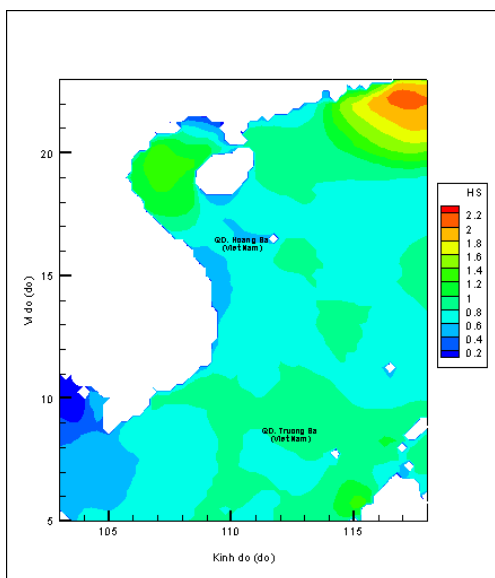 20
15
10
5
105
110
115
Vi do (do)
Kinh do (do)
QD. Hoang Sa
(Viet Nam)
QD. Truong Sa
(Viet Nam)
HS
2.2
2
1.8
1.6
1.4
1.2
1
0.8
0.6
0.4
0.2